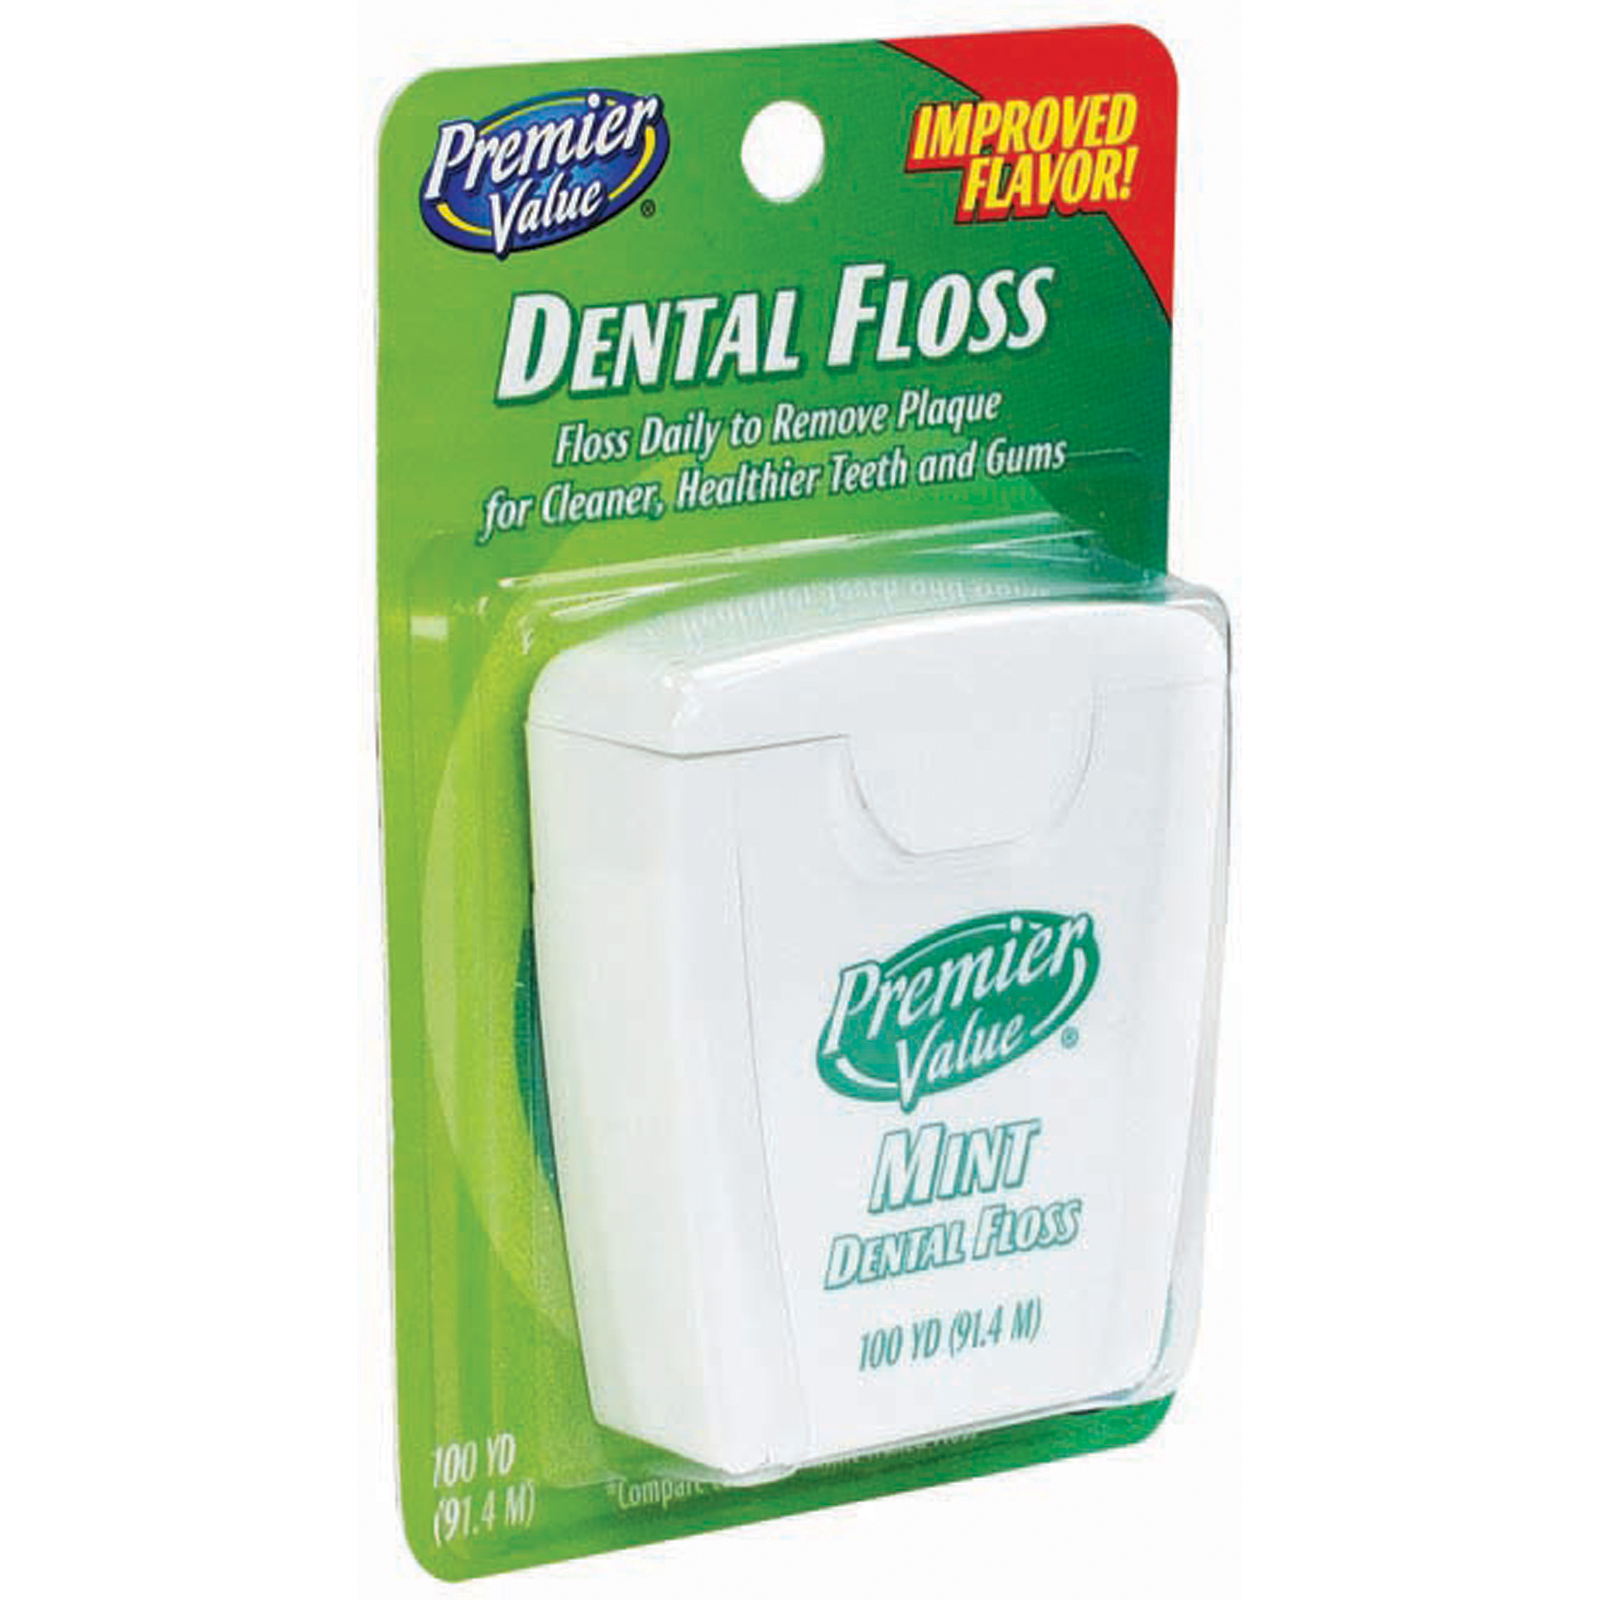 Premier
Value®
IMPROVED
FLAVOR!
DENTAL FLOSS
Floss Daily to Remove Plaque
for Cleaner, Healthier Teeth and Gums
Premier
Value®
MINT
DENTAL FLOSS
100 YD (91.4 M)
100 YD
(91.4 M)
*Compare